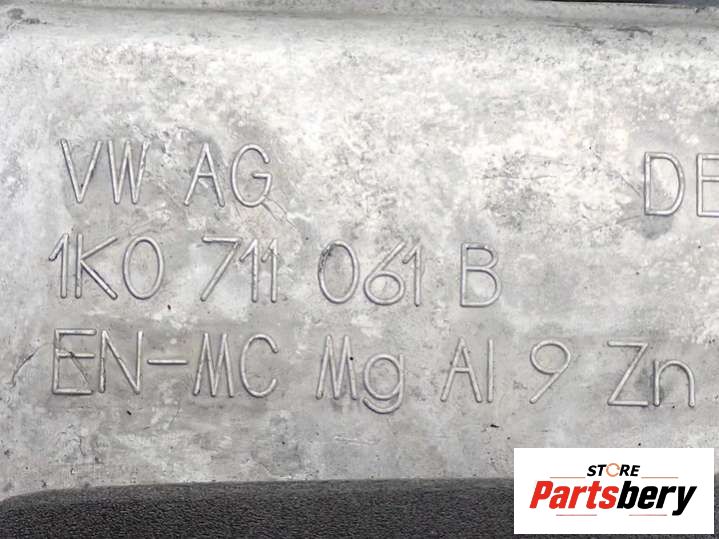 VW AG DE
1K0 711 061 B
EN-MC Mg Al 9 Zn
STORE
Partsbery